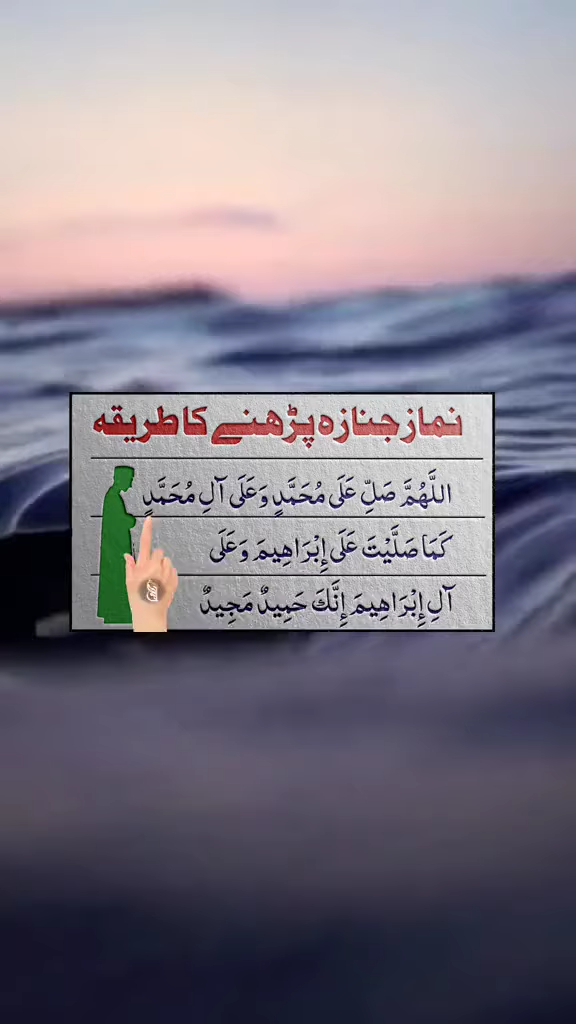 نماز جنازہ پڑھنے کا طریقہ
اللَّهُمَّ صَلِّ عَلَى مُحَمَّدٍ وَعَلَى آلِ مُحَمَّدٍ
كَمَا صَلَّيْتَ عَلَى إِبْرَاهِيمَ وَعَلَى
آلِ إِبْرَاهِيمَ إِنَّكَ حَمِيدٌ مَجِيدٌ